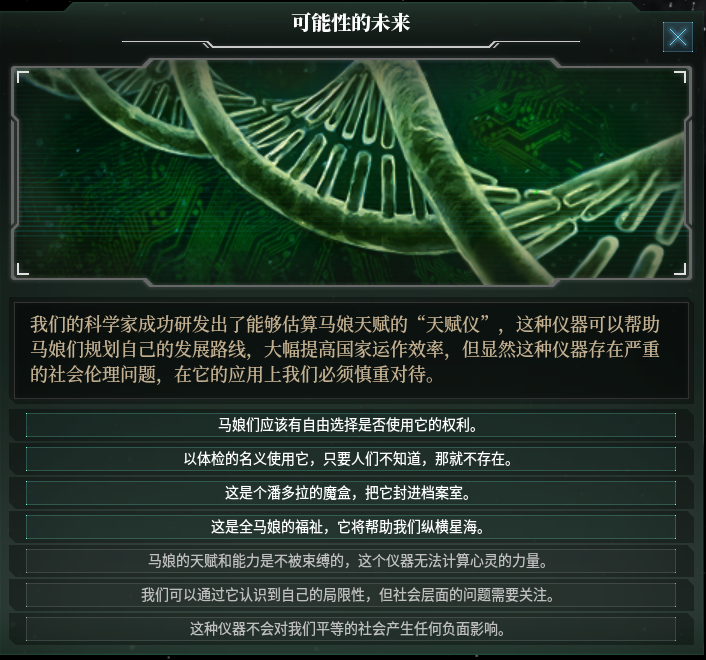 可能性的未来
我们的科学家成功研发出了能够估算马娘天赋的“天赋仪”，这种仪器可以帮助
马娘们规划自己的发展路线，大幅提高国家运作效率，但显然这种仪器存在严重
的社会伦理问题，在它的应用上我们必须慎重对待。
马娘们应该有自由选择是否使用它的权利。
以体检的名义使用它，只要人们不知道，那就不存在。
这是个潘多拉的魔盒，把它封进档案室。
这是全马娘的福祉，它将帮助我们纵横星海。
马娘的天赋和能力是不被束缚的，这个仪器无法计算心灵的力量。
我们可以通过它认识到自己的局限性，但社会层面的问题需要关注。
这种仪器不会对我们平等的社会产生任何负面影响。